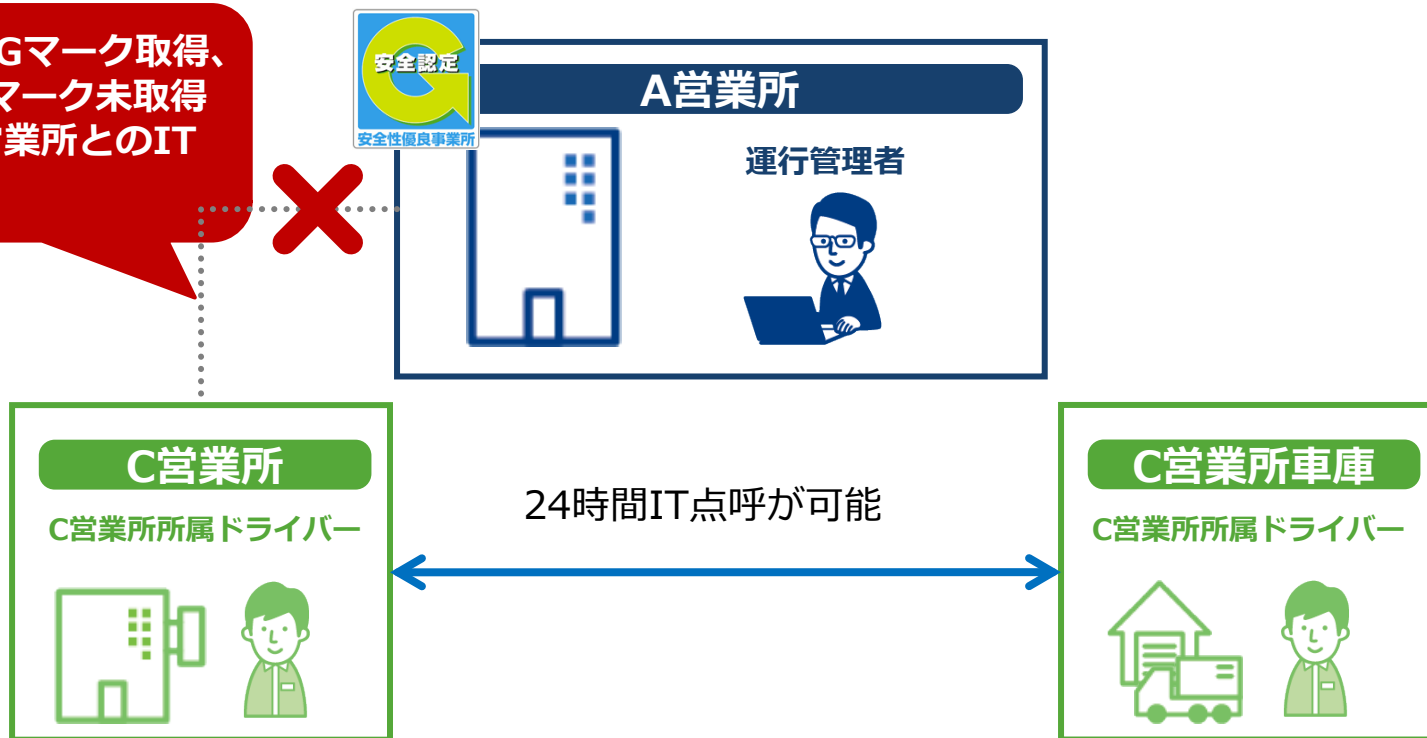 Gマーク取得、
マーク未取得
業所とのIT
安全認定
安全性優良事業所
A営業所
運行管理者
C営業所
C営業所所属ドライバー
24時間IT点呼が可能
C営業所車庫
C営業所所属ドライバー